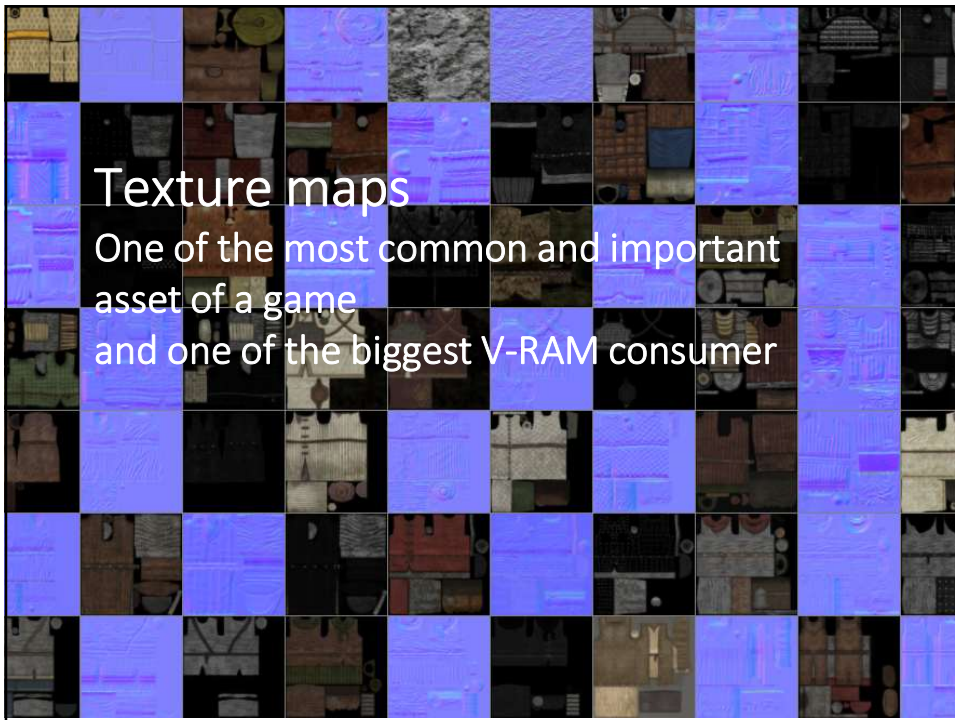 Texture maps
One of the most common and important
asset of a game
and one of the biggest V-RAM consumer